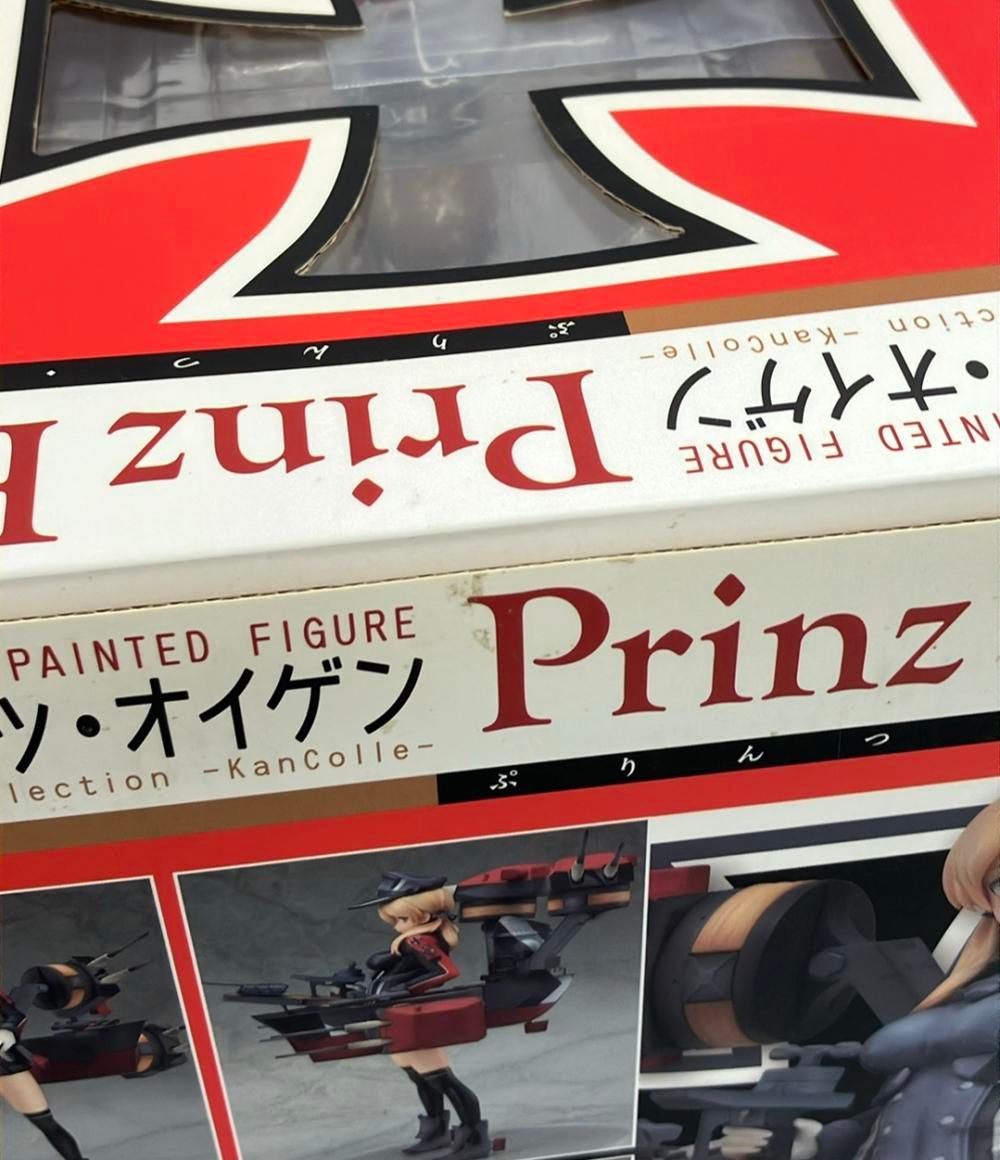 ction -KanColle-
・オイゲン
INTED FIGURE
ぷりんつ・
Prinz E
PAINTED FIGURE
ツ・オイゲン
llection -KanColle-
Prinz
ぷりんつ